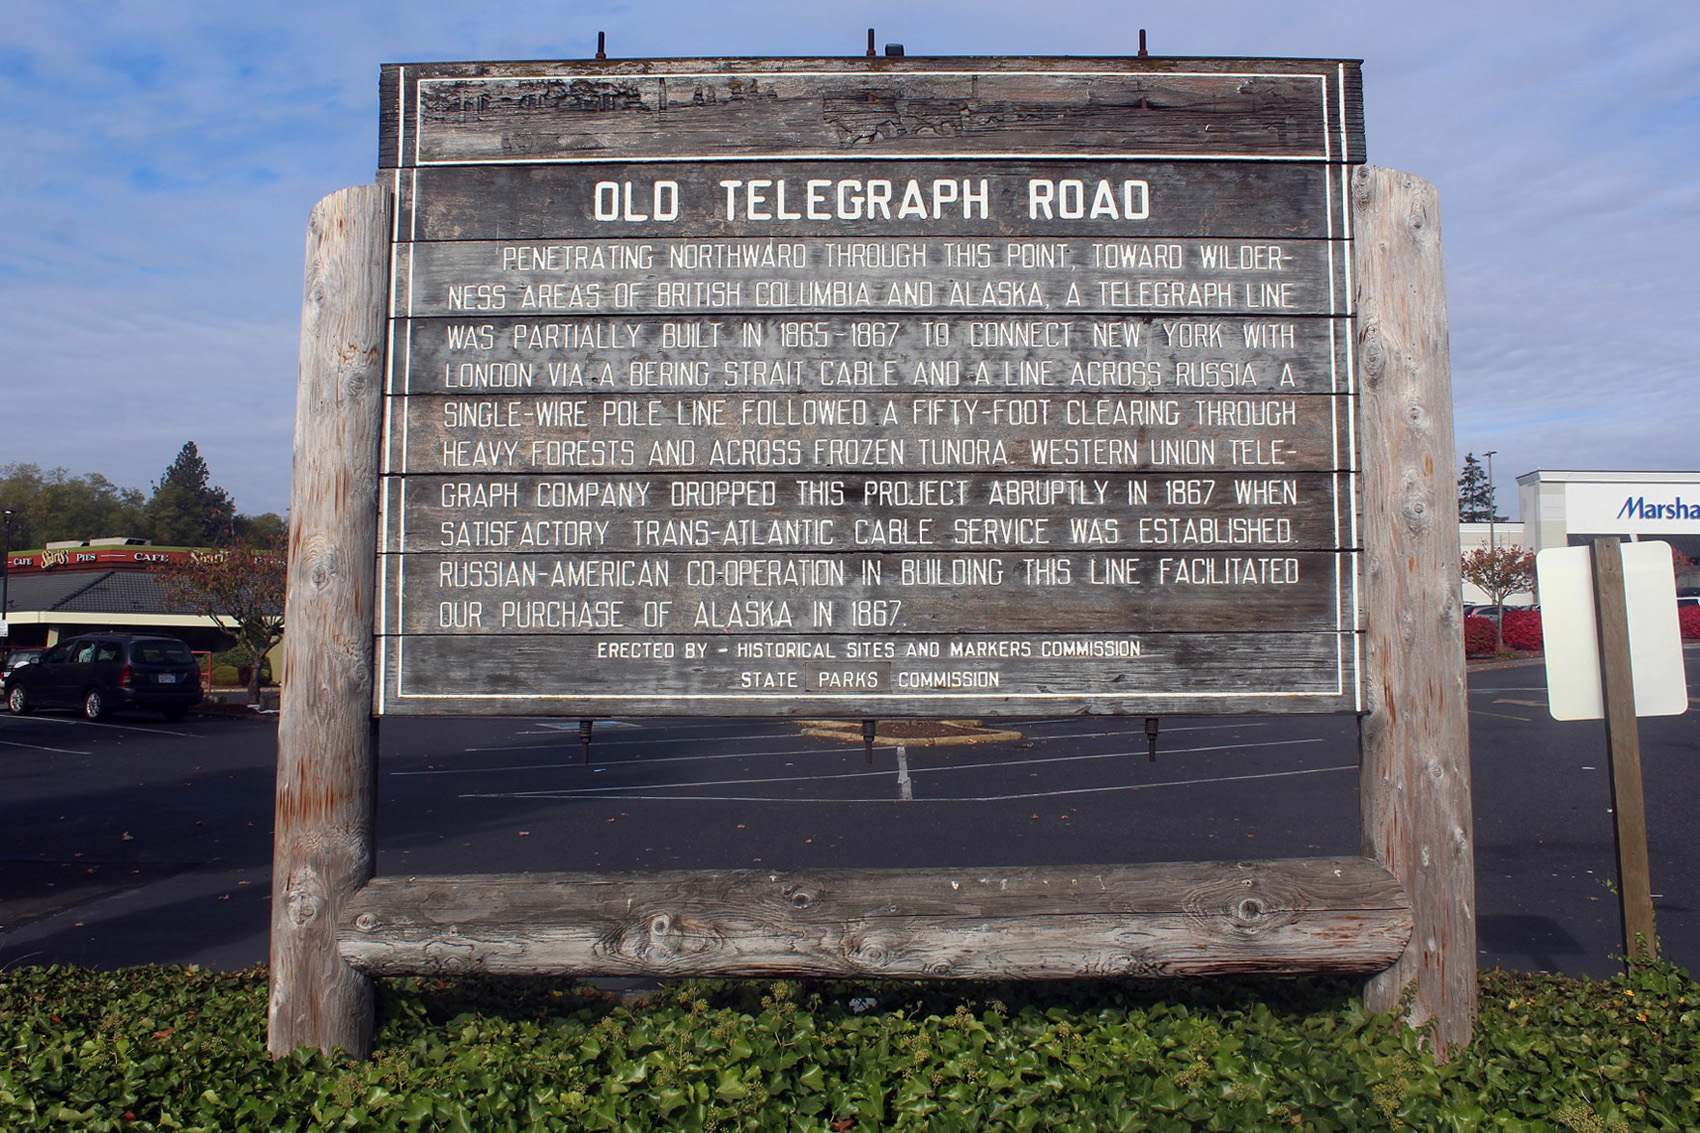 OLD TELEGRAPH ROAD
PENETRATING NORTHWARD THROUGH THIS POINT, TOWARD WILDER-
NESS AREAS OF BRITISH COLUMBIA AND ALASKA, A TELEGRAPH LINE
WAS PARTIALLY BUILT IN 1865-1867 TO CONNECT NEW YORK WITH
LONDON VIA A BERING STRAIT CABLE AND A LINE ACROSS RUSSIA. A
SINGLE-WIRE POLE LINE FOLLOWED A FIFTY-FOOT CLEARING THROUGH
HEAVY FORESTS AND ACROSS FROZEN TUNDRA. WESTERN UNION TELE-
GRAPH COMPANY DROPPED THIS PROJECT ABRUPTLY IN 1867 WHEN
SATISFACTORY TRANS-ATLANTIC CABLE SERVICE WAS ESTABLISHED.
RUSSIAN-AMERICAN CO-OPERATION IN BUILDING THIS LINE FACILITATED
OUR PURCHASE OF ALASKA IN 1867.
ERECTED BY - HISTORICAL SITES AND MARKERS COMMISSION
STATE PARKS COMMISSION
CAFE Shari's PIES CAFE Shari's
Marsha